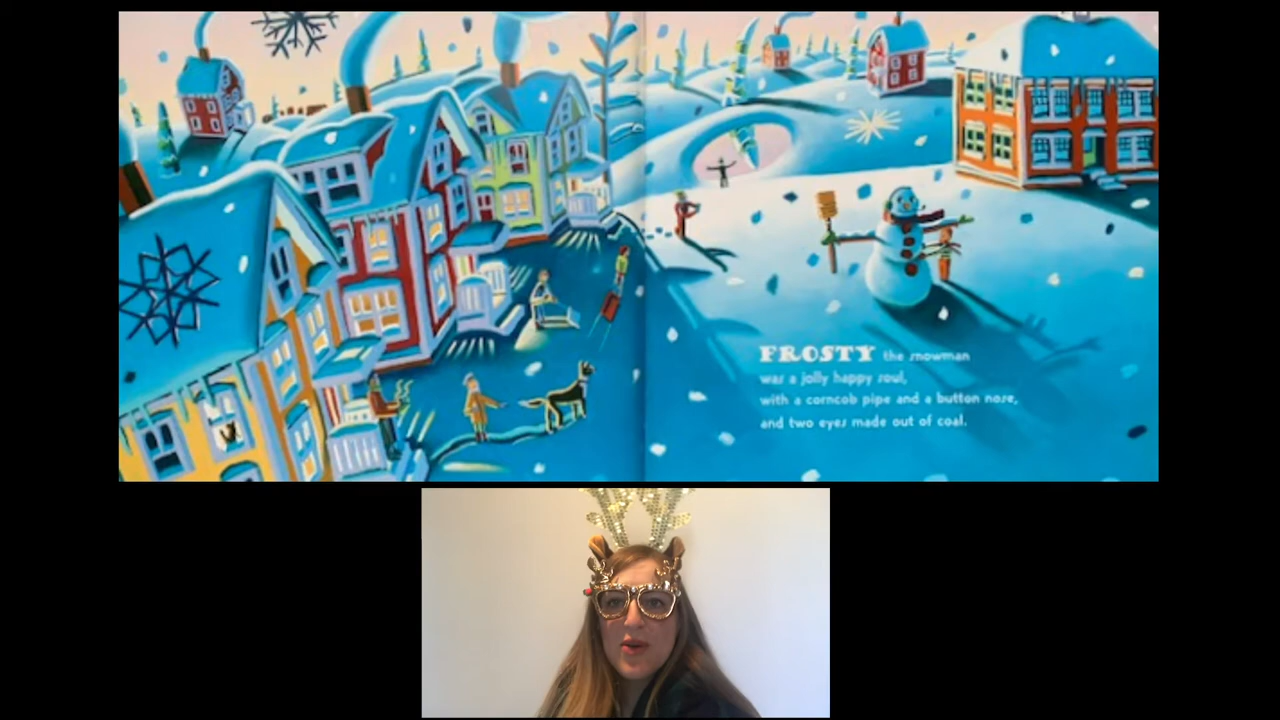 FROSTY the snowman
was a jolly happy soul,
with a corncob pipe and a button nose,
and two eyes made out of coal.